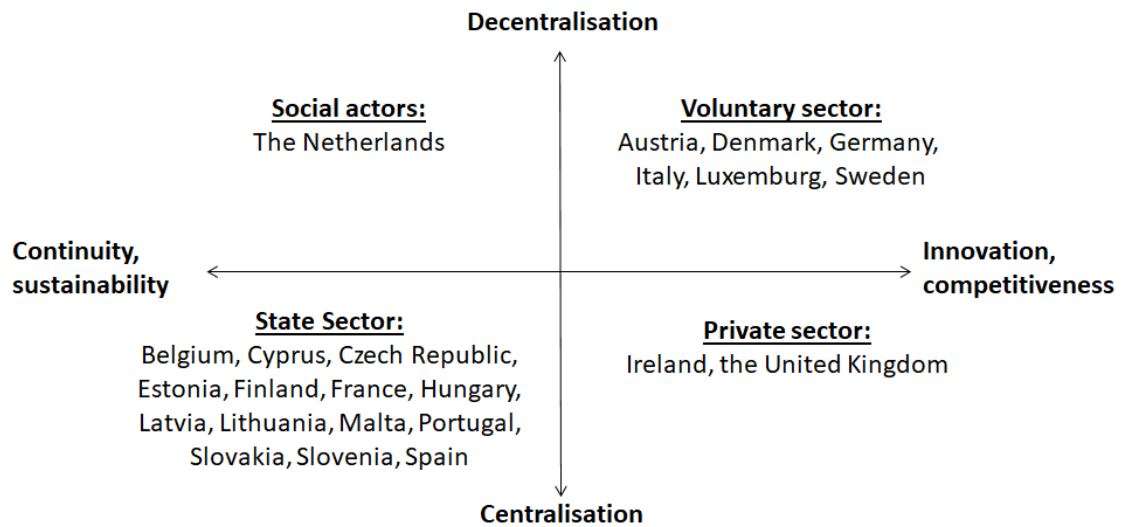 Decentralisation
Social actors:
The Netherlands
Voluntary sector:
Austria, Denmark, Germany,
Italy, Luxemburg, Sweden
Continuity,
sustainability
Innovation,
competitiveness
State Sector:
Belgium, Cyprus, Czech Republic,
Estonia, Finland, France, Hungary,
Latvia, Lithuania, Malta, Portugal,
Slovakia, Slovenia, Spain
Private sector:
Ireland, the United Kingdom
Centralisation